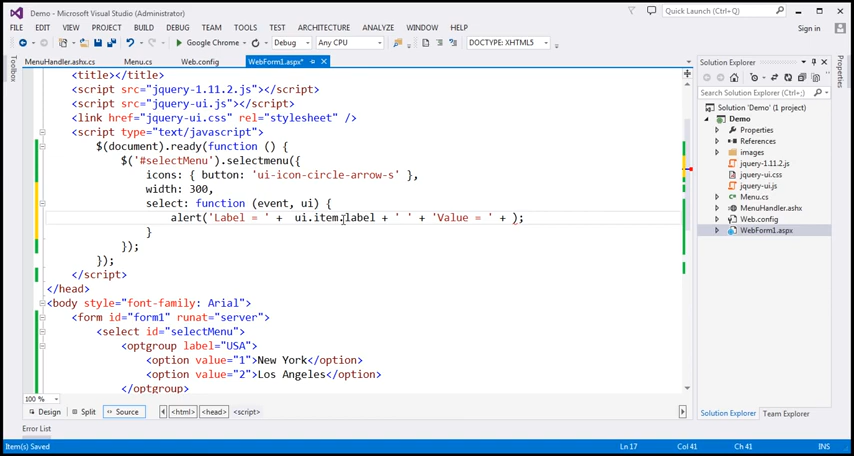 Demo - Microsoft Visual Studio (Administrator)
Quick Launch (Ctrl+Q)
FILE EDIT VIEW PROJECT BUILD DEBUG TEAM TOOLS TEST ARCHITECTURE ANALYZE WINDOW HELP
Sign in
Google Chrome Debug Any CPU DOCTYPE: XHTML5
Toolbox
MenuHandler.ashx.cs Menu.cs Web.config WebForm1.aspx*
<title></title>
<script src="jquery-1.11.2.js"></script>
<script src="jquery-ui.js"></script>
<link href="jquery-ui.css" rel="stylesheet" />
<script type="text/javascript">
$(document).ready(function () {
$('#selectMenu').selectmenu({
icons: { button: 'ui-icon-circle-arrow-s' },
width: 300,
select: function (event, ui) {
alert('Label = ' +  ui.item.label + ' ' + 'Value = ' + );
}
});
});
</script>
</head>
<body style="font-family: Arial">
<form id="form1" runat="server">
<select id="selectMenu">
<optgroup label="USA">
<option value="1">New York</option>
<option value="2">Los Angeles</option>
</optgroup>
100 %
Design Split Source <html> <head> <script>
Error List
Item(s) Saved Ln 17 Col 41 Ch 41 INS
Solution Explorer
Search Solution Explorer (Ctrl+;)
Solution 'Demo' (1 project)
Demo
Properties
References
images
jquery-1.11.2.js
jquery-ui.css
jquery-ui.js
Menu.cs
MenuHandler.ashx
Web.config
WebForm1.aspx
Solution Explorer Team Explorer
Properties